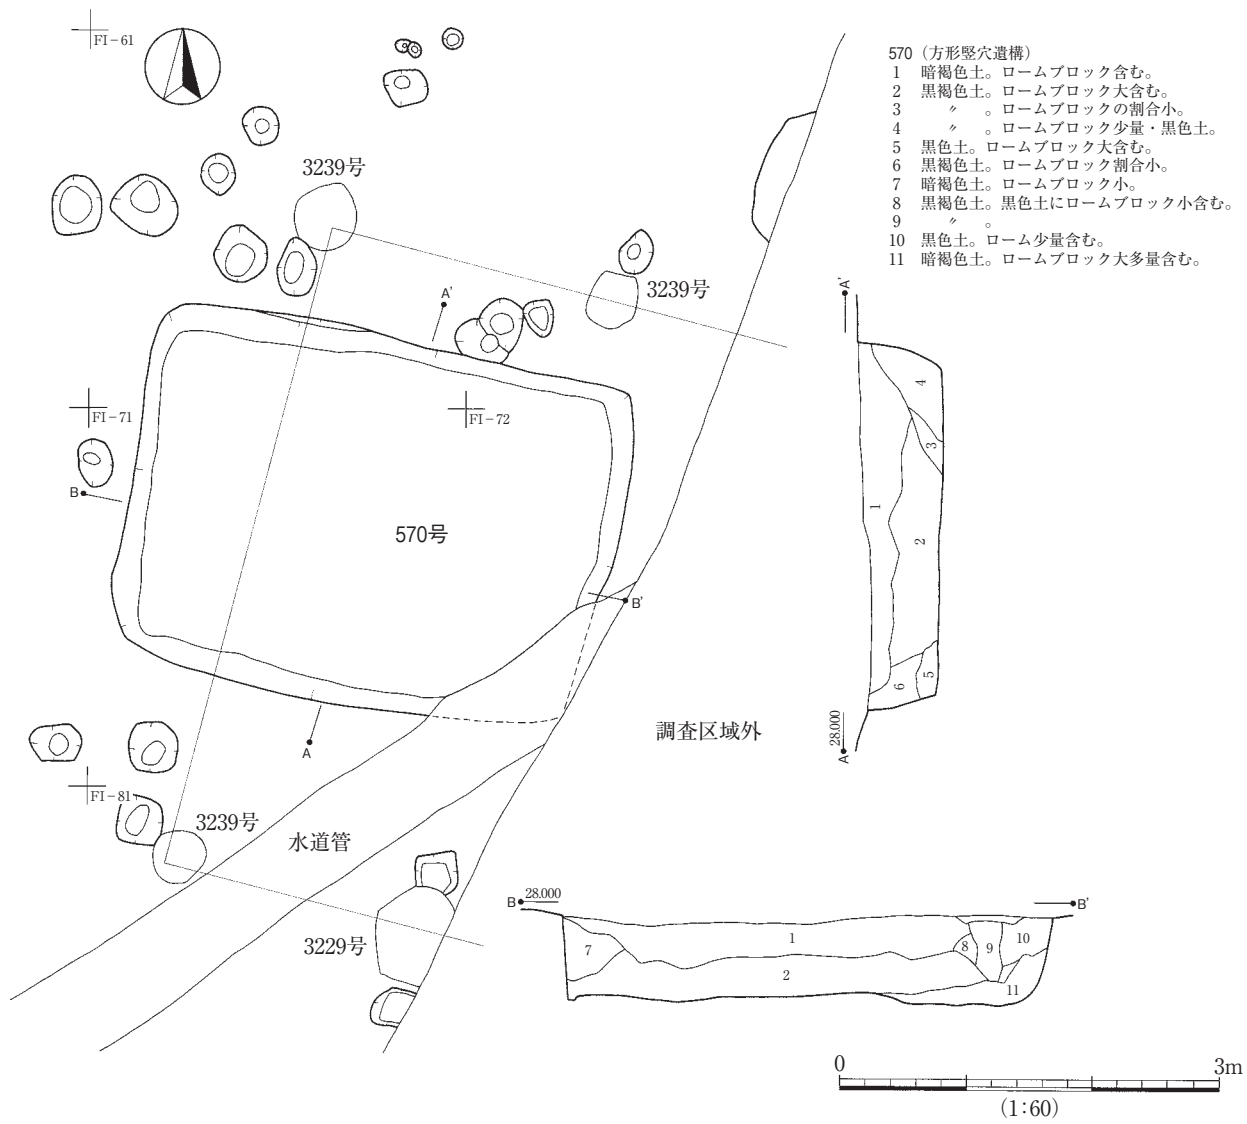 FI-61
570（方形竪穴遺構）
1 暗褐色土。ロームブロック含む。
2 黒褐色土。ロームブロック大含む。
3 〃 。ロームブロックの割合小。
4 〃 。ロームブロック少量・黒色土。
5 黒色土。ロームブロック大含む。
6 黒褐色土。ロームブロック割合小。
7 暗褐色土。ロームブロック小。
8 黒褐色土。黒色土にロームブロック小含む。
9 〃 。
10 黒色土。ローム少量含む。
11 暗褐色土。ロームブロック大多量含む。
3239号
3239号
A'
A'
4
3
1
2
6
5
28.000
A
FI-71
FI-72
B
570号
B'
A
調査区域外
FI-81
3239号
水道管
3229号
B
28.000
B'
7
1
2
8
9
10
11
0
3m
(1:60)